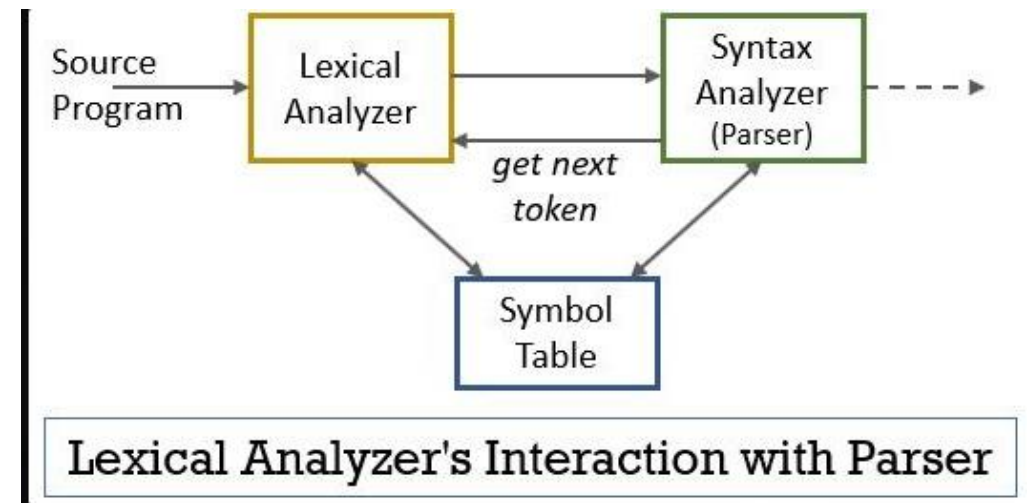 Source
Program
Lexical
Analyzer
Syntax
Analyzer
(Parser)
get next
token
Symbol
Table
Lexical Analyzer's Interaction with Parser